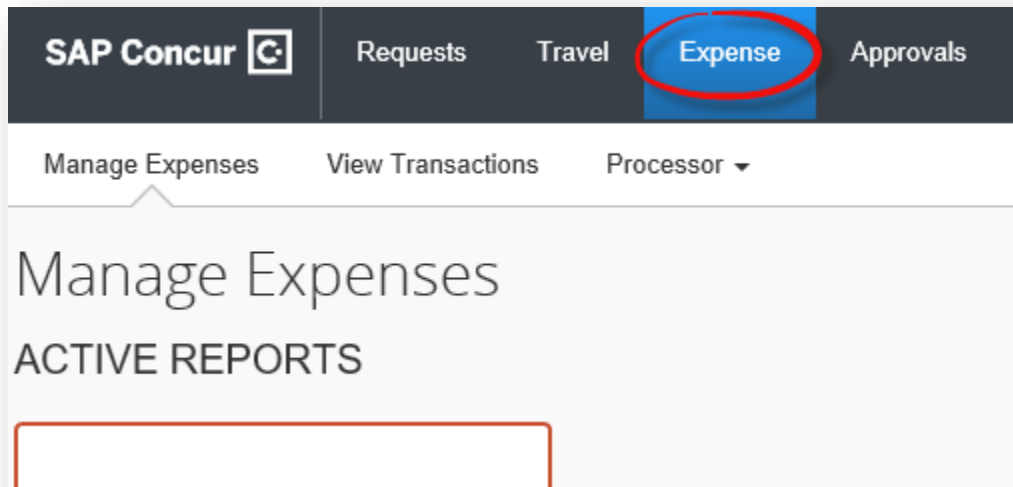 SAP Concur C. Requests Travel Expense Approvals
Manage Expenses View Transactions Processor
Manage Expenses
ACTIVE REPORTS